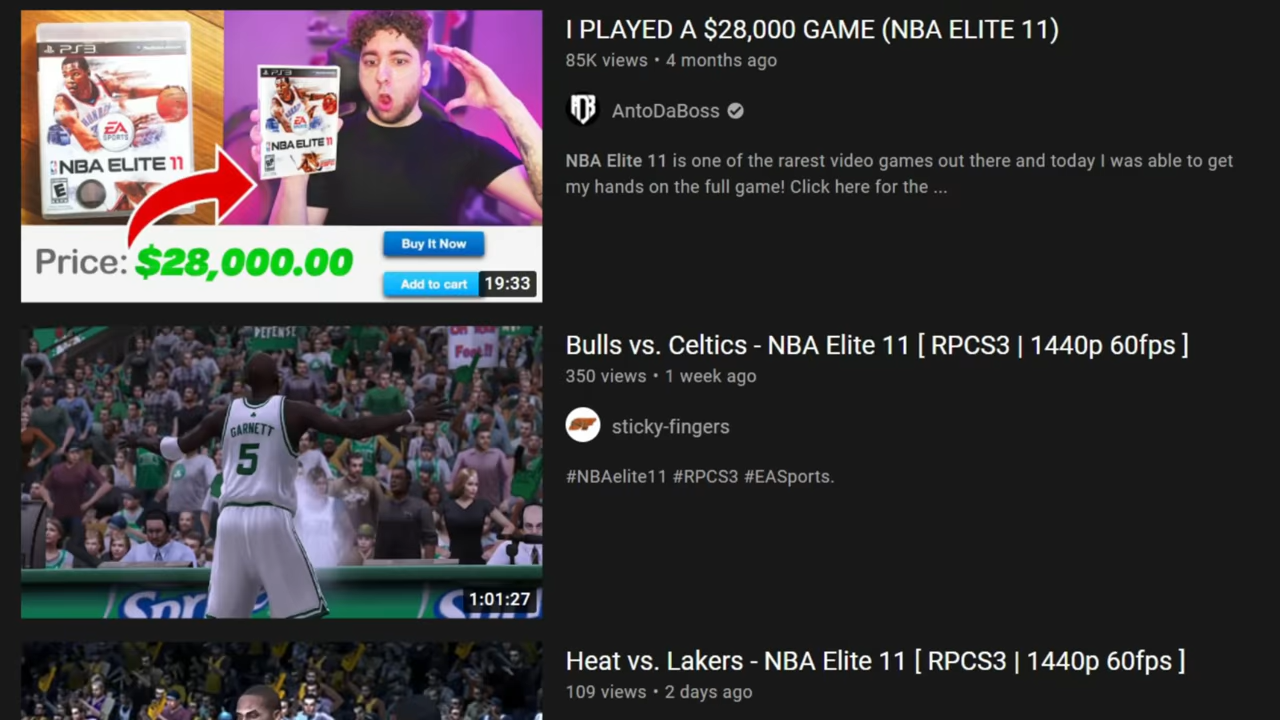 PS3
PS3
EA
SPORTS
NBA ELITE 11
E
EA
SPORTS
NBA ELITE 11
Price: $28,000.00
Buy It Now
Add to cart
19:33
I PLAYED A $28,000 GAME (NBA ELITE 11)
85K views • 4 months ago
AntoDaBoss
NBA Elite 11 is one of the rarest video games out there and today I was able to get
my hands on the full game! Click here for the ...
DEFENSE
GARNETT
5
Spr
1:01:27
Bulls vs. Celtics - NBA Elite 11 [ RPCS3 | 1440p 60fps ]
350 views • 1 week ago
sticky-fingers
#NBAelite11 #RPCS3 #EASports.
Heat vs. Lakers - NBA Elite 11 [ RPCS3 | 1440p 60fps ]
109 views • 2 days ago